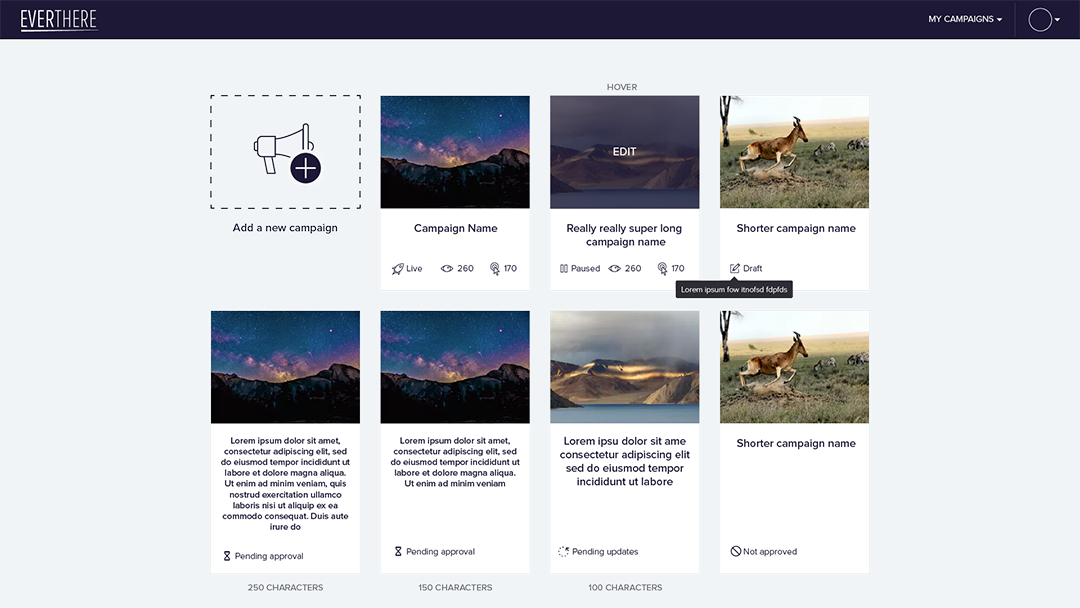 EVERTHERE
MY CAMPAIGNS
HOVER
EDIT
Add a new campaign
Campaign Name
Really really super long
campaign name
Shorter campaign name
Live 260 170
Paused 260 170
Draft
Lorem ipsum fow itnofsd fdpfds
Lorem ipsum dolor sit amet,
consectetur adipiscing elit, sed
do eiusmod tempor incididunt ut
labore et dolore magna aliqua.
Ut enim ad minim veniam, quis
nostrud exercitation ullamco
laboris nisi ut aliquip ex ea
commodo consequat. Duis aute
irure do
Pending approval
250 CHARACTERS
Lorem ipsum dolor sit amet,
consectetur adipiscing elit, sed
do eiusmod tempor incididunt ut
labore et dolore magna aliqua.
Ut enim ad minim veniam
Pending approval
150 CHARACTERS
Lorem ipsu dolor sit ame
consectetur adipiscing elit
sed do eiusmod tempor
incididunt ut labore
Pending updates
100 CHARACTERS
Shorter campaign name
Not approved